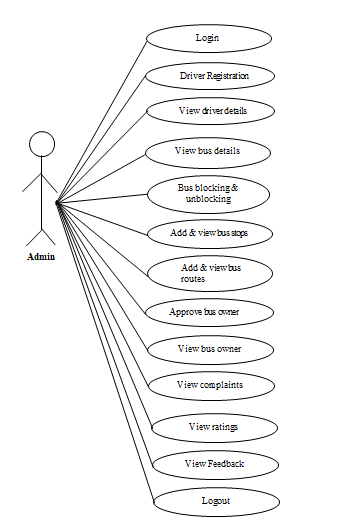 Login
Driver Registration
View driver details
View bus details
Bus blocking &
unblocking
Add & view bus stops
Add & view bus
routes
Approve bus owner
View bus owner
View complaints
View ratings
View Feedback
Logout
Admin